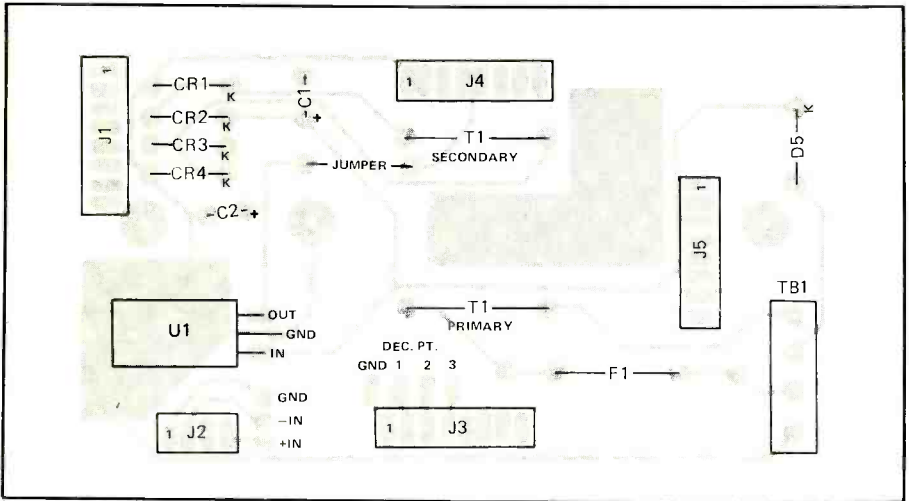 1 J1
CR1 K
CR2 K
CR3 K
CR4 K
-C1 +
-C2-+
JUMPER
1 J4
T1
SECONDARY
K D5
1 J5
TB1
U1
OUT
GND
IN
T1
PRIMARY
DEC. PT.
GND 1 2 3
F1
GND
-IN
+IN
1 J2
1 J3